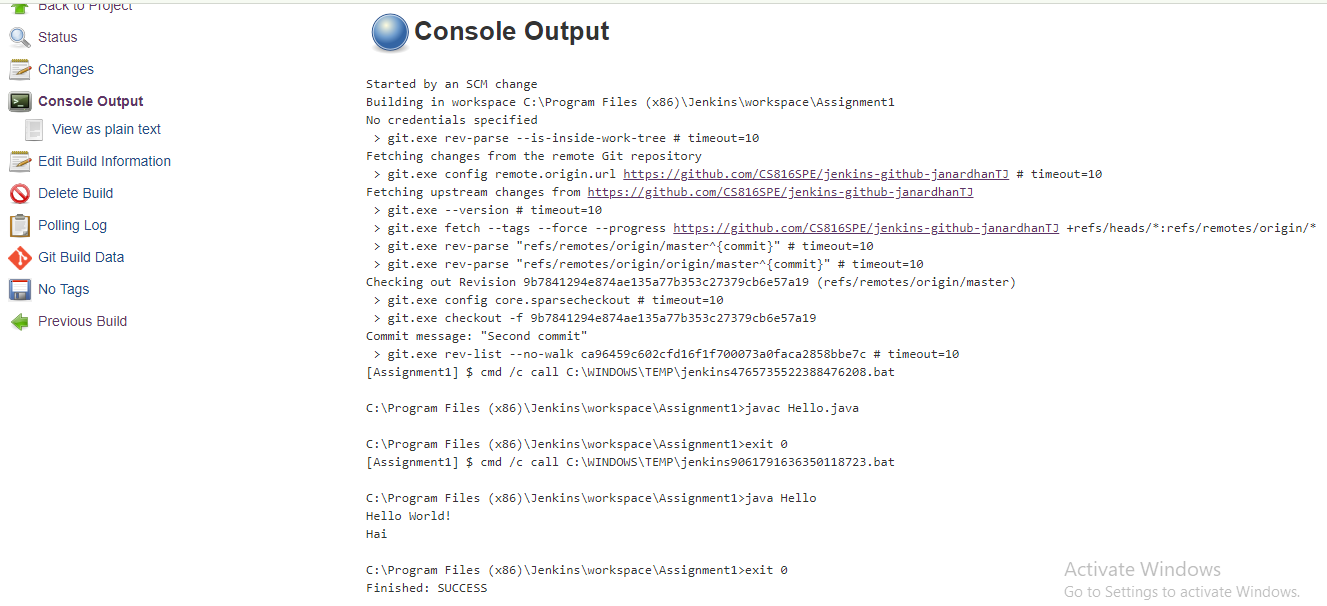 Back to Project
Status
Changes
Console Output
View as plain text
Edit Build Information
Delete Build
Polling Log
Git Build Data
No Tags
Previous Build
Console Output
Started by an SCM change
Building in workspace C:\Program Files (x86)\Jenkins\workspace\Assignment1
No credentials specified
 > git.exe rev-parse --is-inside-work-tree # timeout=10
Fetching changes from the remote Git repository
 > git.exe config remote.origin.url https://github.com/CS816SPE/jenkins-github-janardhanTJ # timeout=10
Fetching upstream changes from https://github.com/CS816SPE/jenkins-github-janardhanTJ
 > git.exe --version # timeout=10
 > git.exe fetch --tags --force --progress https://github.com/CS816SPE/jenkins-github-janardhanTJ +refs/heads/*:refs/remotes/origin/*
 > git.exe rev-parse "refs/remotes/origin/master^{commit}" # timeout=10
 > git.exe rev-parse "refs/remotes/origin/origin/master^{commit}" # timeout=10
Checking out Revision 9b7841294e874ae135a77b353c27379cb6e57a19 (refs/remotes/origin/master)
 > git.exe config core.sparsecheckout # timeout=10
 > git.exe checkout -f 9b7841294e874ae135a77b353c27379cb6e57a19
Commit message: "Second commit"
 > git.exe rev-list --no-walk ca96459c602cfd16f1f700073a0faca2858bbe7c # timeout=10
[Assignment1] $ cmd /c call C:\WINDOWS\TEMP\jenkins4765735522388476208.bat
C:\Program Files (x86)\Jenkins\workspace\Assignment1>javac Hello.java
C:\Program Files (x86)\Jenkins\workspace\Assignment1>exit 0
[Assignment1] $ cmd /c call C:\WINDOWS\TEMP\jenkins9061791636350118723.bat
C:\Program Files (x86)\Jenkins\workspace\Assignment1>java Hello
Hello World!
Hai
C:\Program Files (x86)\Jenkins\workspace\Assignment1>exit 0
Finished: SUCCESS
Activate Windows
Go to Settings to activate Windows.